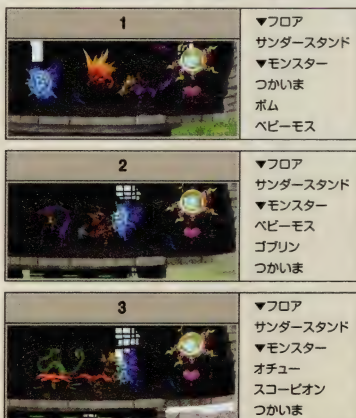 1
▼フロア
サンダースタンド
▼モンスター
つかいま
ボム
ベビーモス
2
▼フロア
サンダースタンド
▼モンスター
ベビーモス
ゴブリン
つかいま
3
▼フロア
サンダースタンド
▼モンスター
オチュー
スコーピオン
つかいま